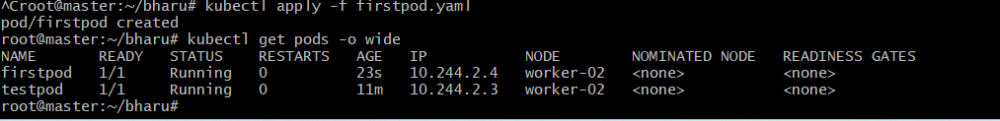 ^Croot@master:~/bharu# kubectl apply -f firstpod.yaml
pod/firstpod created
root@master:~/bharu# kubectl get pods -o wide
NAME READY STATUS RESTARTS AGE IP NODE NOMINATED NODE READINESS GATES
firstpod 1/1 Running 0 23s 10.244.2.4 worker-02 <none> <none>
testpod 1/1 Running 0 11m 10.244.2.3 worker-02 <none> <none>
root@master:~/bharu#